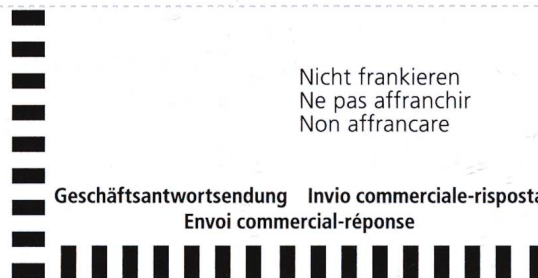 Nicht frankieren
Ne pas affranchir
Non affrancare
Geschäftsantwortsendung Invio commerciale-risposta
Envoi commercial-réponse